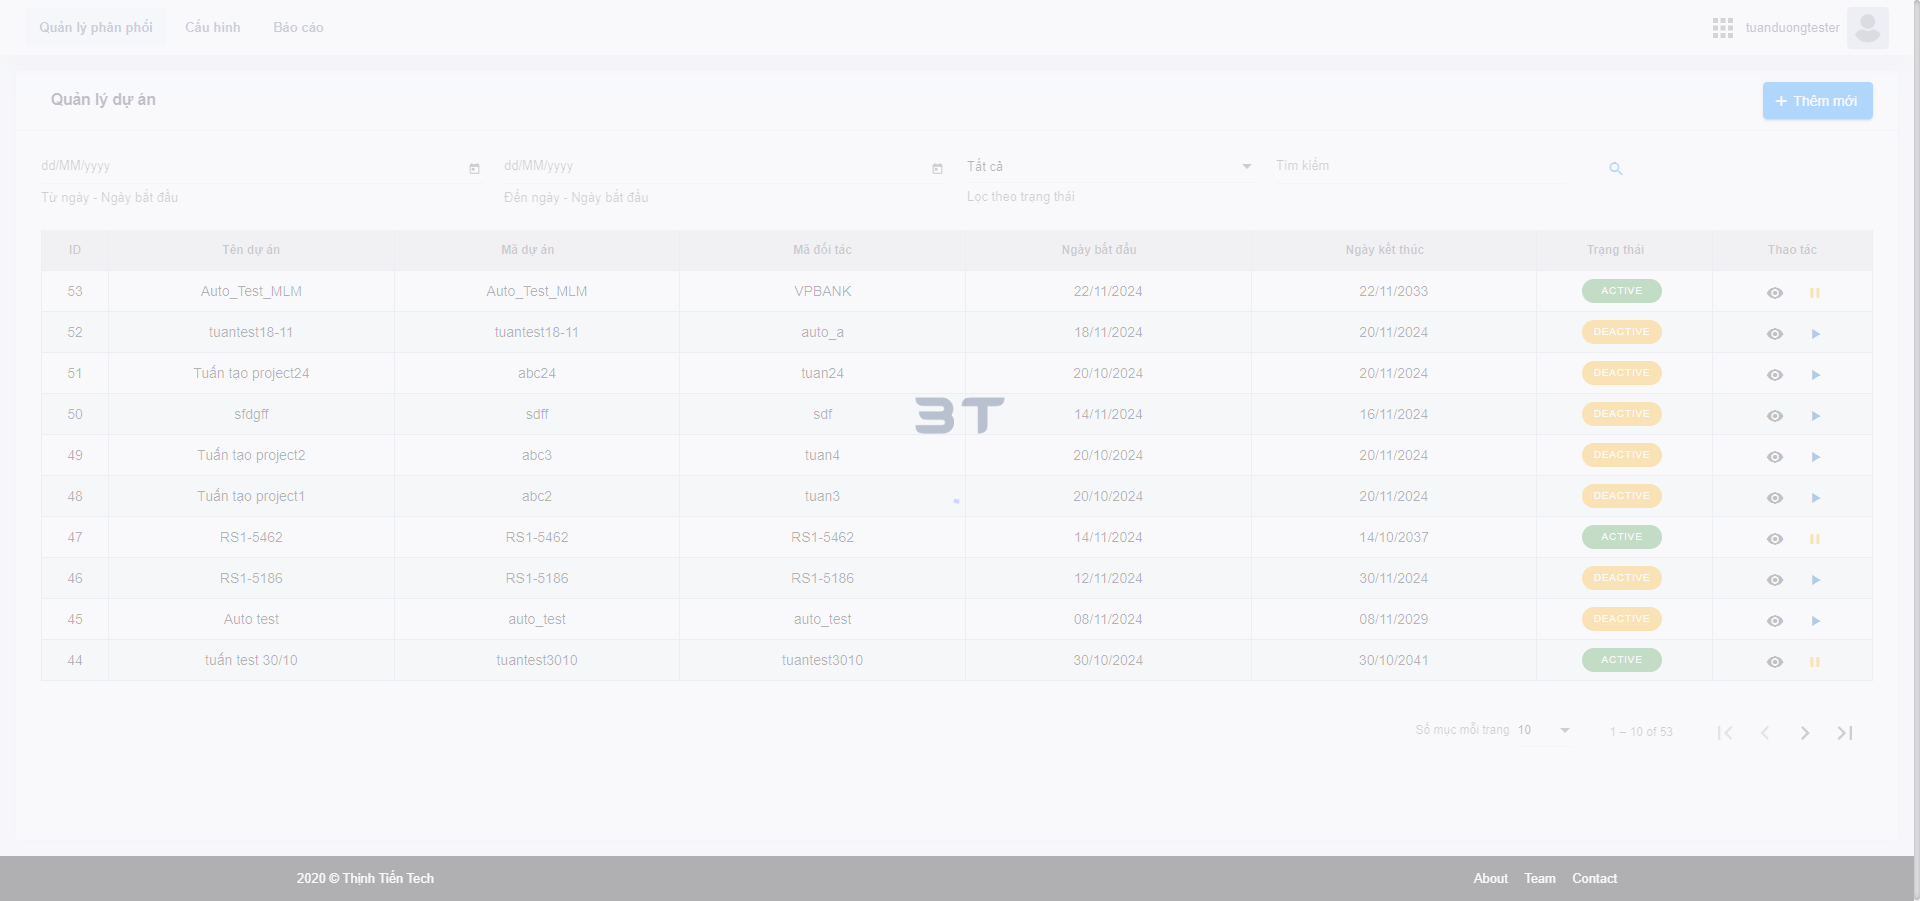 Quản lý phân phối Cấu hình Báo cáo tuanduongtester
Quản lý dự án + Thêm mới
dd/MM/yyyy dd/MM/yyyy Tất cả Tìm kiếm
Từ ngày - Ngày bắt đầu Đến ngày - Ngày bắt đầu Lọc theo trạng thái
ID Tên dự án Mã dự án Mã đối tác Ngày bắt đầu Ngày kết thúc Trạng thái Thao tác
53 Auto_Test_MLM Auto_Test_MLM VPBANK 22/11/2024 22/11/2033 ACTIVE
52 tuantest18-11 tuantest18-11 auto_a 18/11/2024 20/11/2024 DEACTIVE
51 Tuấn tạo project24 abc24 tuan24 20/10/2024 20/11/2024 DEACTIVE
50 sfdgff sdff sdf 14/11/2024 16/11/2024 DEACTIVE
3T
49 Tuấn tạo project2 abc3 tuan4 20/10/2024 20/11/2024 DEACTIVE
48 Tuấn tạo project1 abc2 tuan3 20/10/2024 20/11/2024 DEACTIVE
47 RS1-5462 RS1-5462 RS1-5462 14/11/2024 14/10/2037 ACTIVE
46 RS1-5186 RS1-5186 RS1-5186 12/11/2024 30/11/2024 DEACTIVE
45 Auto test auto_test auto_test 08/11/2024 08/11/2029 DEACTIVE
44 tuấn test 30/10 tuantest3010 tuantest3010 30/10/2024 30/10/2041 ACTIVE
Số mục mỗi trang 10 1 – 10 of 53
2020 © Thịnh Tiến Tech About Team Contact